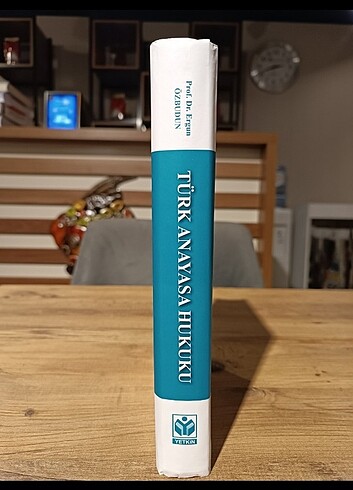 Prof. Dr. Ergun
ÖZBUDUN
TÜRK ANAYASA HUKUKU
YETKİN